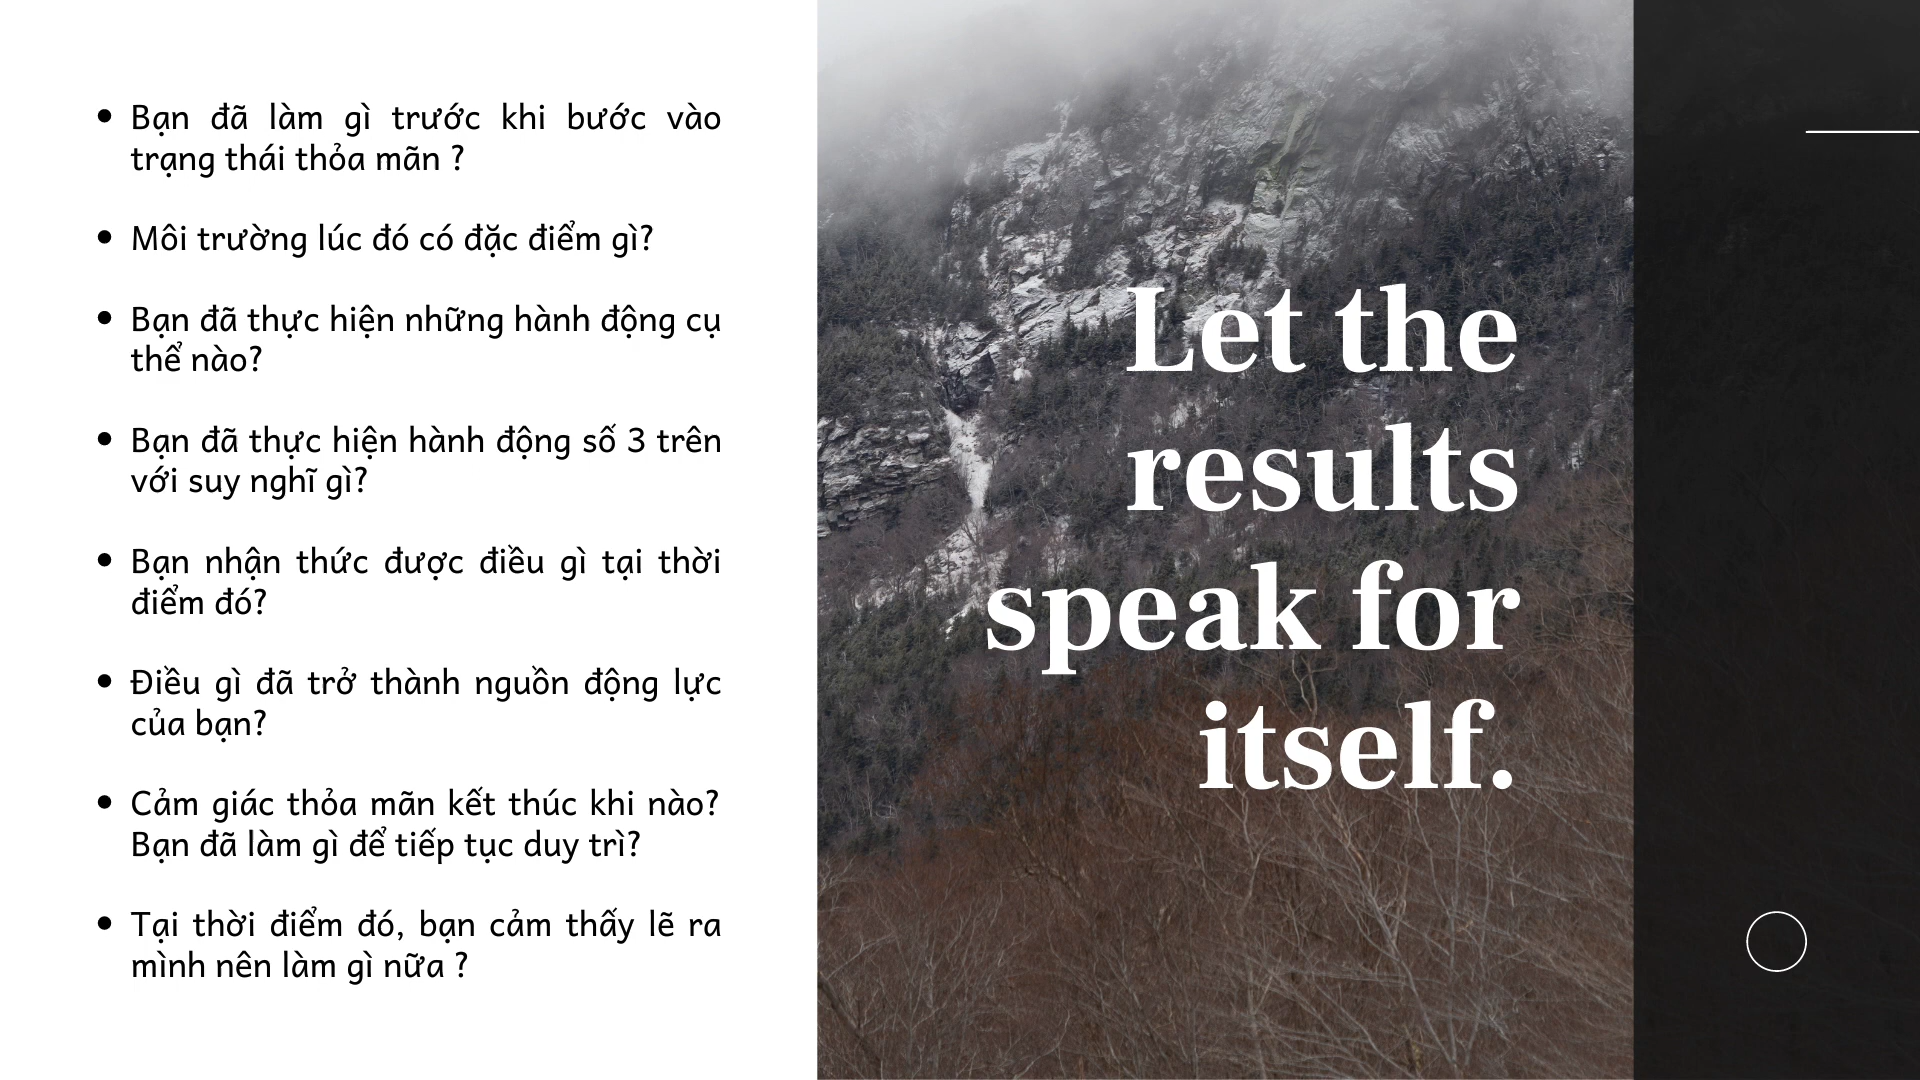 Bạn đã làm gì trước khi bước vào
trạng thái thỏa mãn ?
Môi trường lúc đó có đặc điểm gì?
Bạn đã thực hiện những hành động cụ
thể nào?
Bạn đã thực hiện hành động số 3 trên
với suy nghĩ gì?
Bạn nhận thức được điều gì tại thời
điểm đó?
Điều gì đã trở thành nguồn động lực
của bạn?
Cảm giác thỏa mãn kết thúc khi nào?
Bạn đã làm gì để tiếp tục duy trì?
Tại thời điểm đó, bạn cảm thấy lẽ ra
mình nên làm gì nữa ?
Let the
results
speak for
itself.